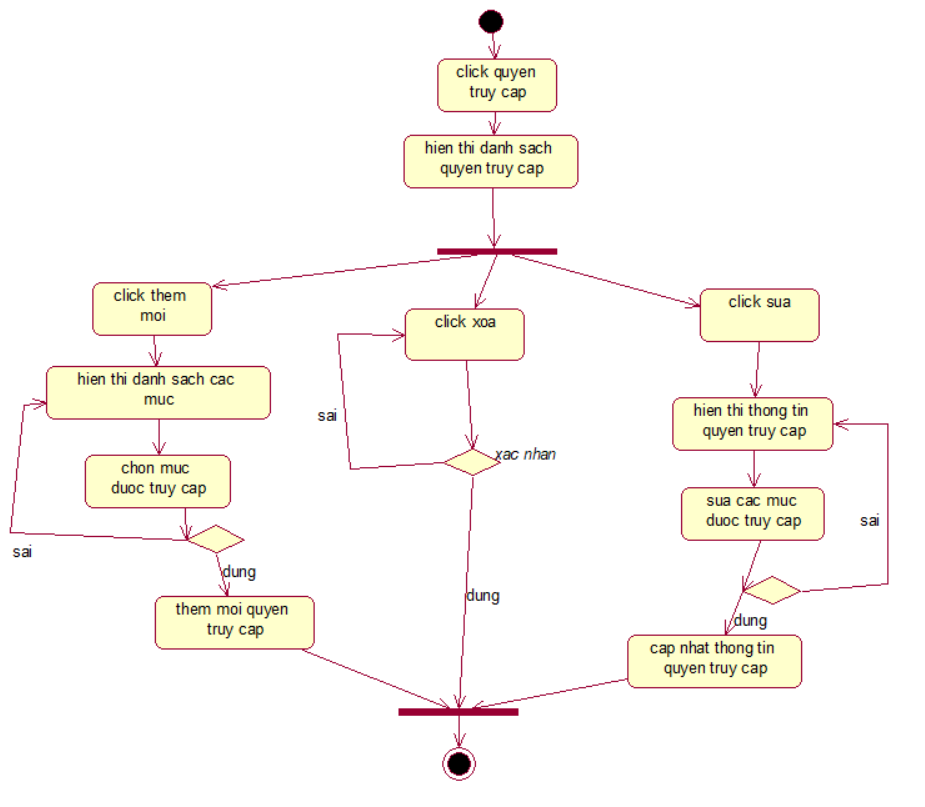 click quyen
truy cap
hien thi danh sach
quyen truy cap
click them
moi
hien thi danh sach cac
muc
chon muc
duoc truy cap
sai
dung
them moi quyen
truy cap
click xoa
sai
xac nhan
dung
click sua
hien thi thong tin
quyen truy cap
sua cac muc
duoc truy cap
sai
dung
cap nhat thong tin
quyen truy cap